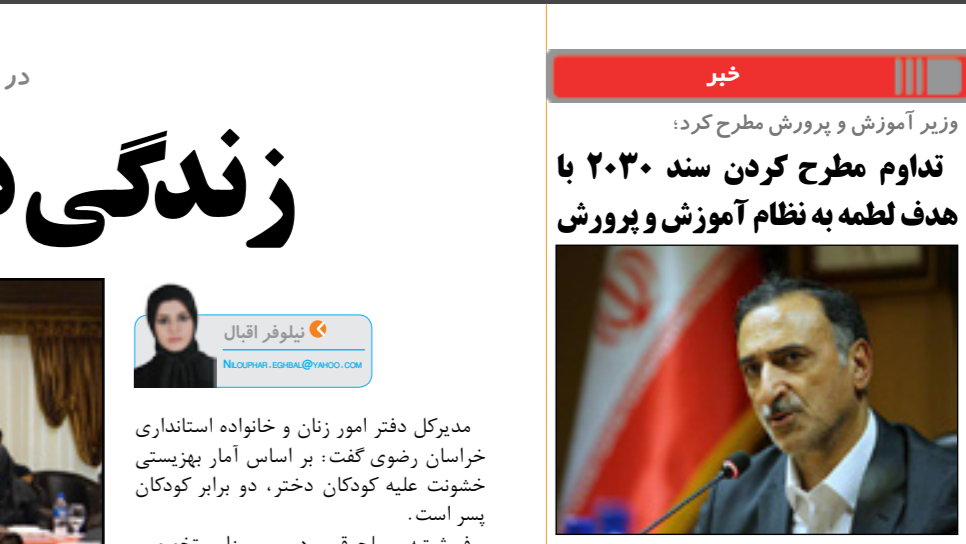 خبر
وزیر آموزش و پرورش مطرح کرد؛
تداوم مطرح کردن سند ۲۰۳۰ با
هدف لطمه به نظام آموزش و پرورش
در
زندگی
نیلوفر اقبال
NILOUPHAR.EGHBAL@YAHOO.COM
مدیرکل دفتر امور زنان و خانواده استانداری
خراسان رضوی گفت: بر اساس آمار بهزیستی
خشونت علیه کودکان دختر، دو برابر کودکان
پسر است.